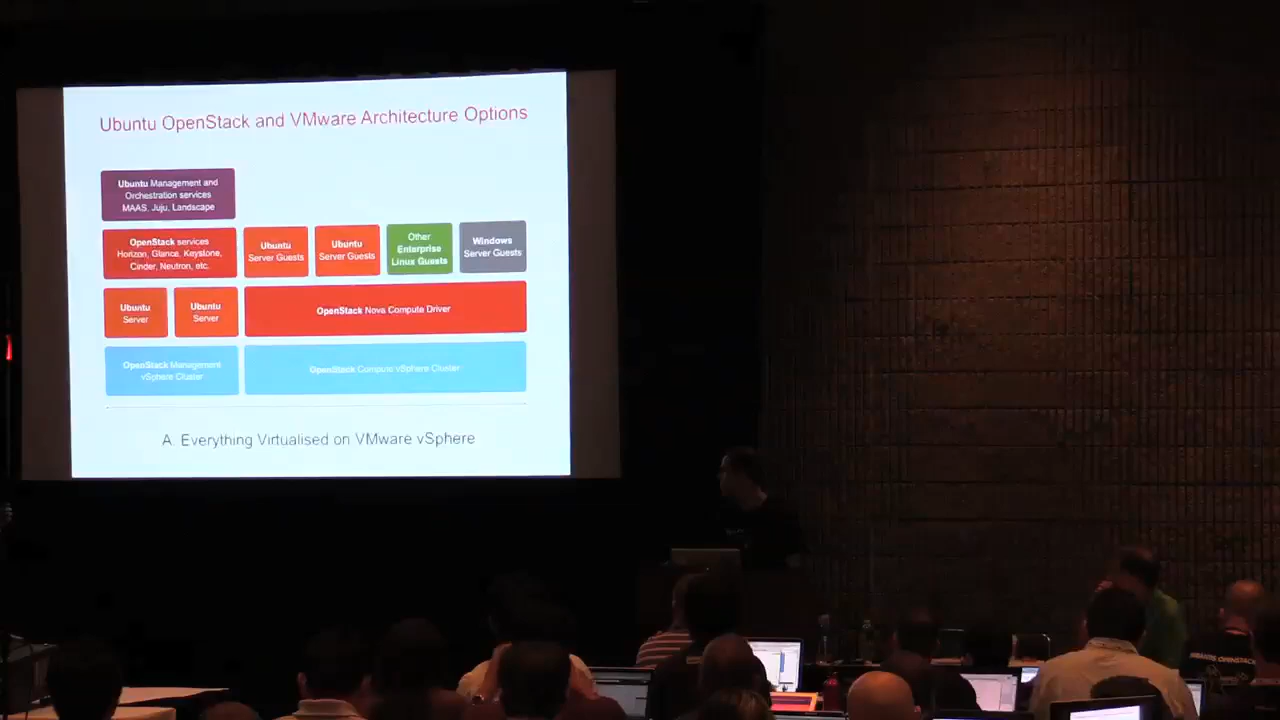 Ubuntu OpenStack and VMware Architecture Options
Ubuntu Management and
Orchestration services
MAAS, Juju, Landscape
OpenStack services
Horizon, Glance, Keystone,
Cinder, Neutron, etc.
Ubuntu
Server Guests
Ubuntu
Server Guests
Other
Enterprise
Linux Guests
Windows
Server Guests
Ubuntu
Server
Ubuntu
Server
OpenStack Nova Compute Driver
OpenStack Management
vSphere Cluster
OpenStack Compute vSphere Cluster
A. Everything Virtualised on VMware vSphere
OPENSTACK